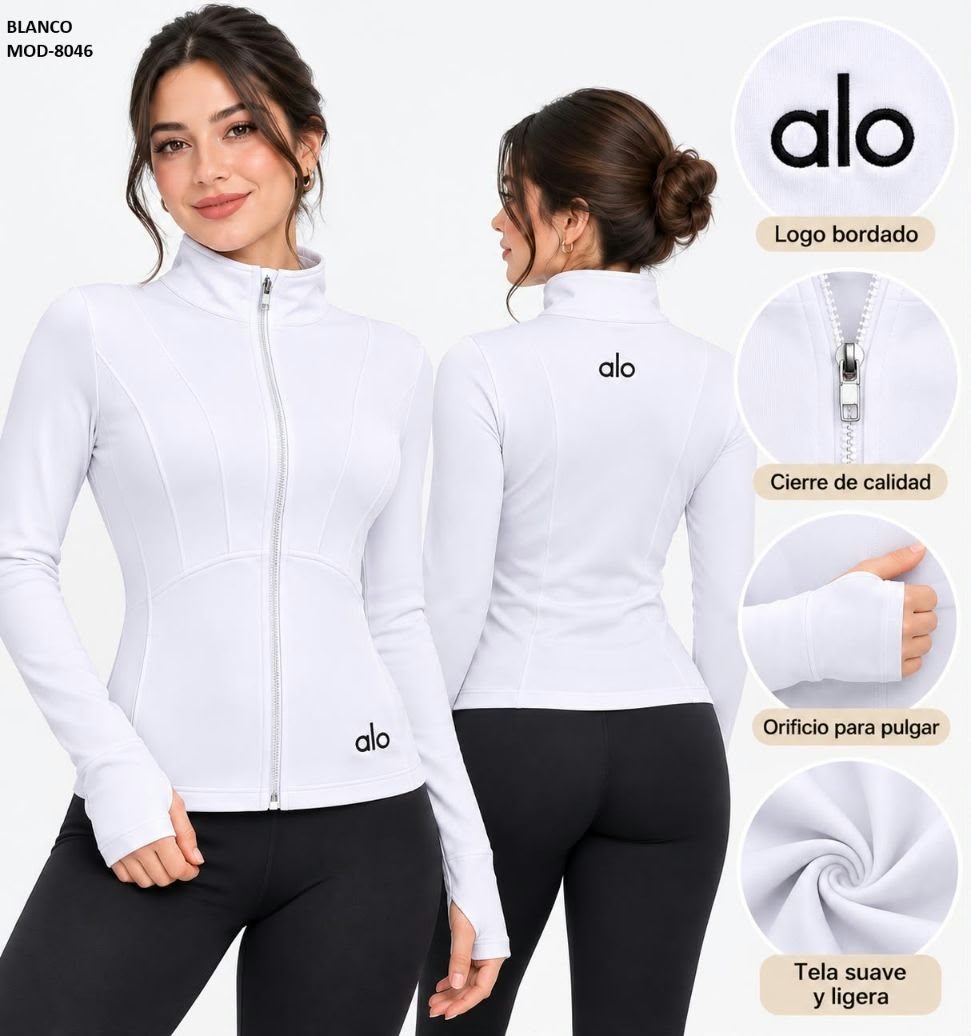 BLANCO
MOD-8046
alo
Logo bordado
alo
Cierre de calidad
Orificio para pulgar
alo
Tela suave
y ligera